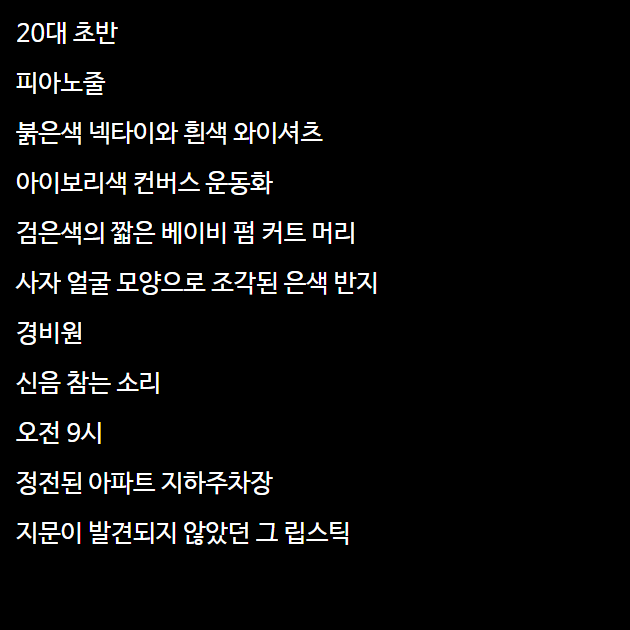 20대 초반
피아노줄
붉은색 넥타이와 흰색 와이셔츠
아이보리색 컨버스 운동화
검은색의 짧은 베이비 펌 커트 머리
사자 얼굴 모양으로 조각된 은색 반지
경비원
신음 참는 소리
오전 9시
정전된 아파트 지하주차장
지문이 발견되지 않았던 그 립스틱